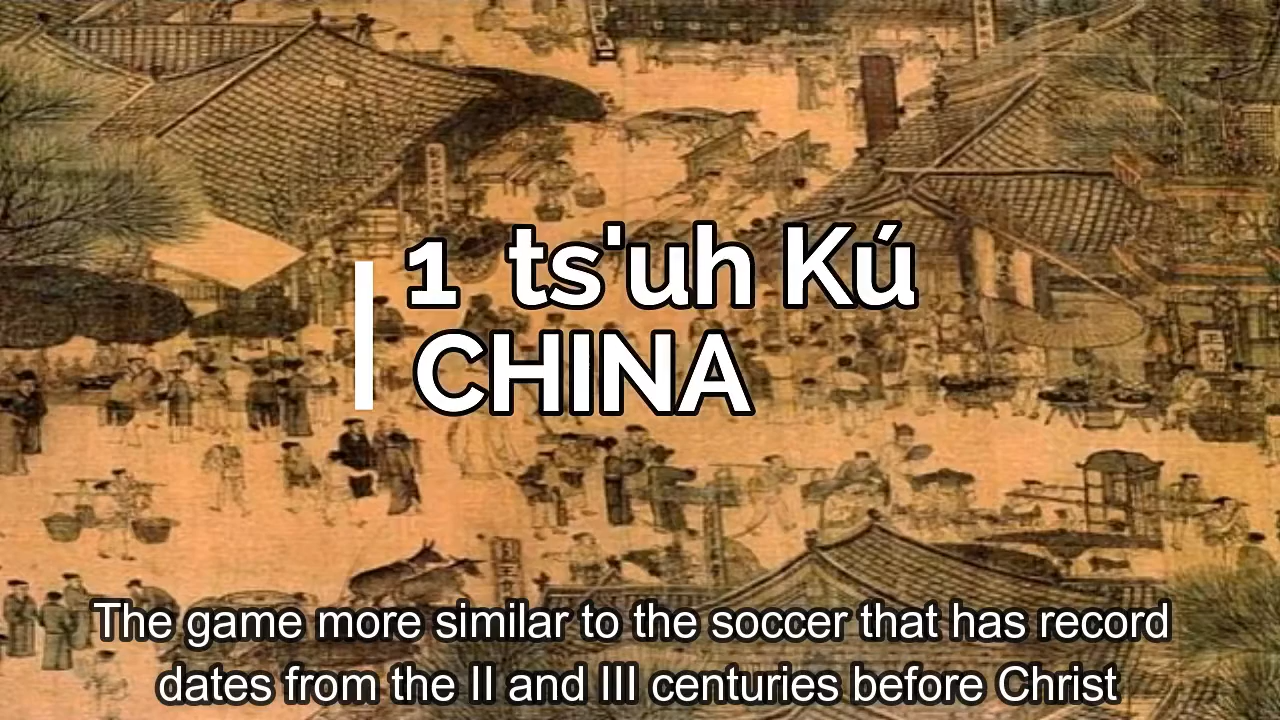 1 ts'uh Kú
CHINA
The game more similar to the soccer that has record
dates from the II and III centuries before Christ